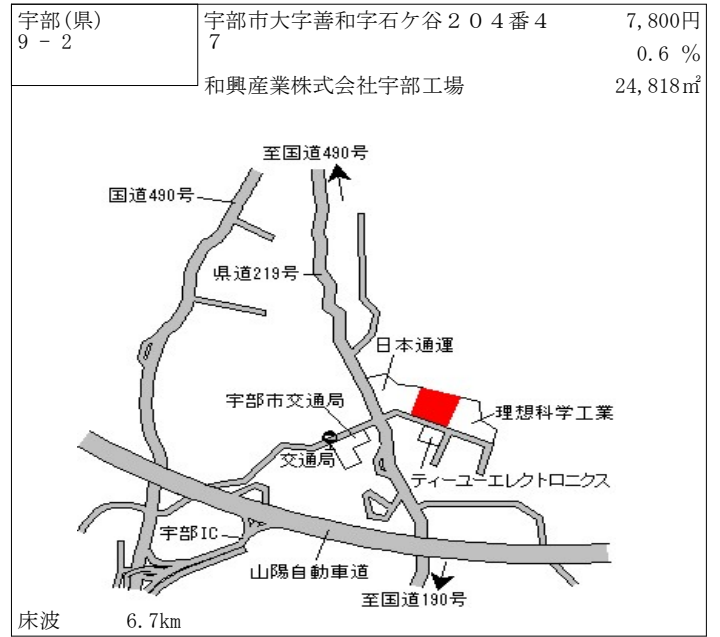 宇部(県)
9 - 2
宇部市大字善和字石ケ谷２０４番４
7
7,800円
0.6 %
和興産業株式会社宇部工場
24,818㎡
至国道490号
国道490号
県道219号
日本通運
宇部市交通局
理想科学工業
交通局
ティーユーエレクトロニクス
宇部IC
山陽自動車道
至国道190号
床波 6.7km